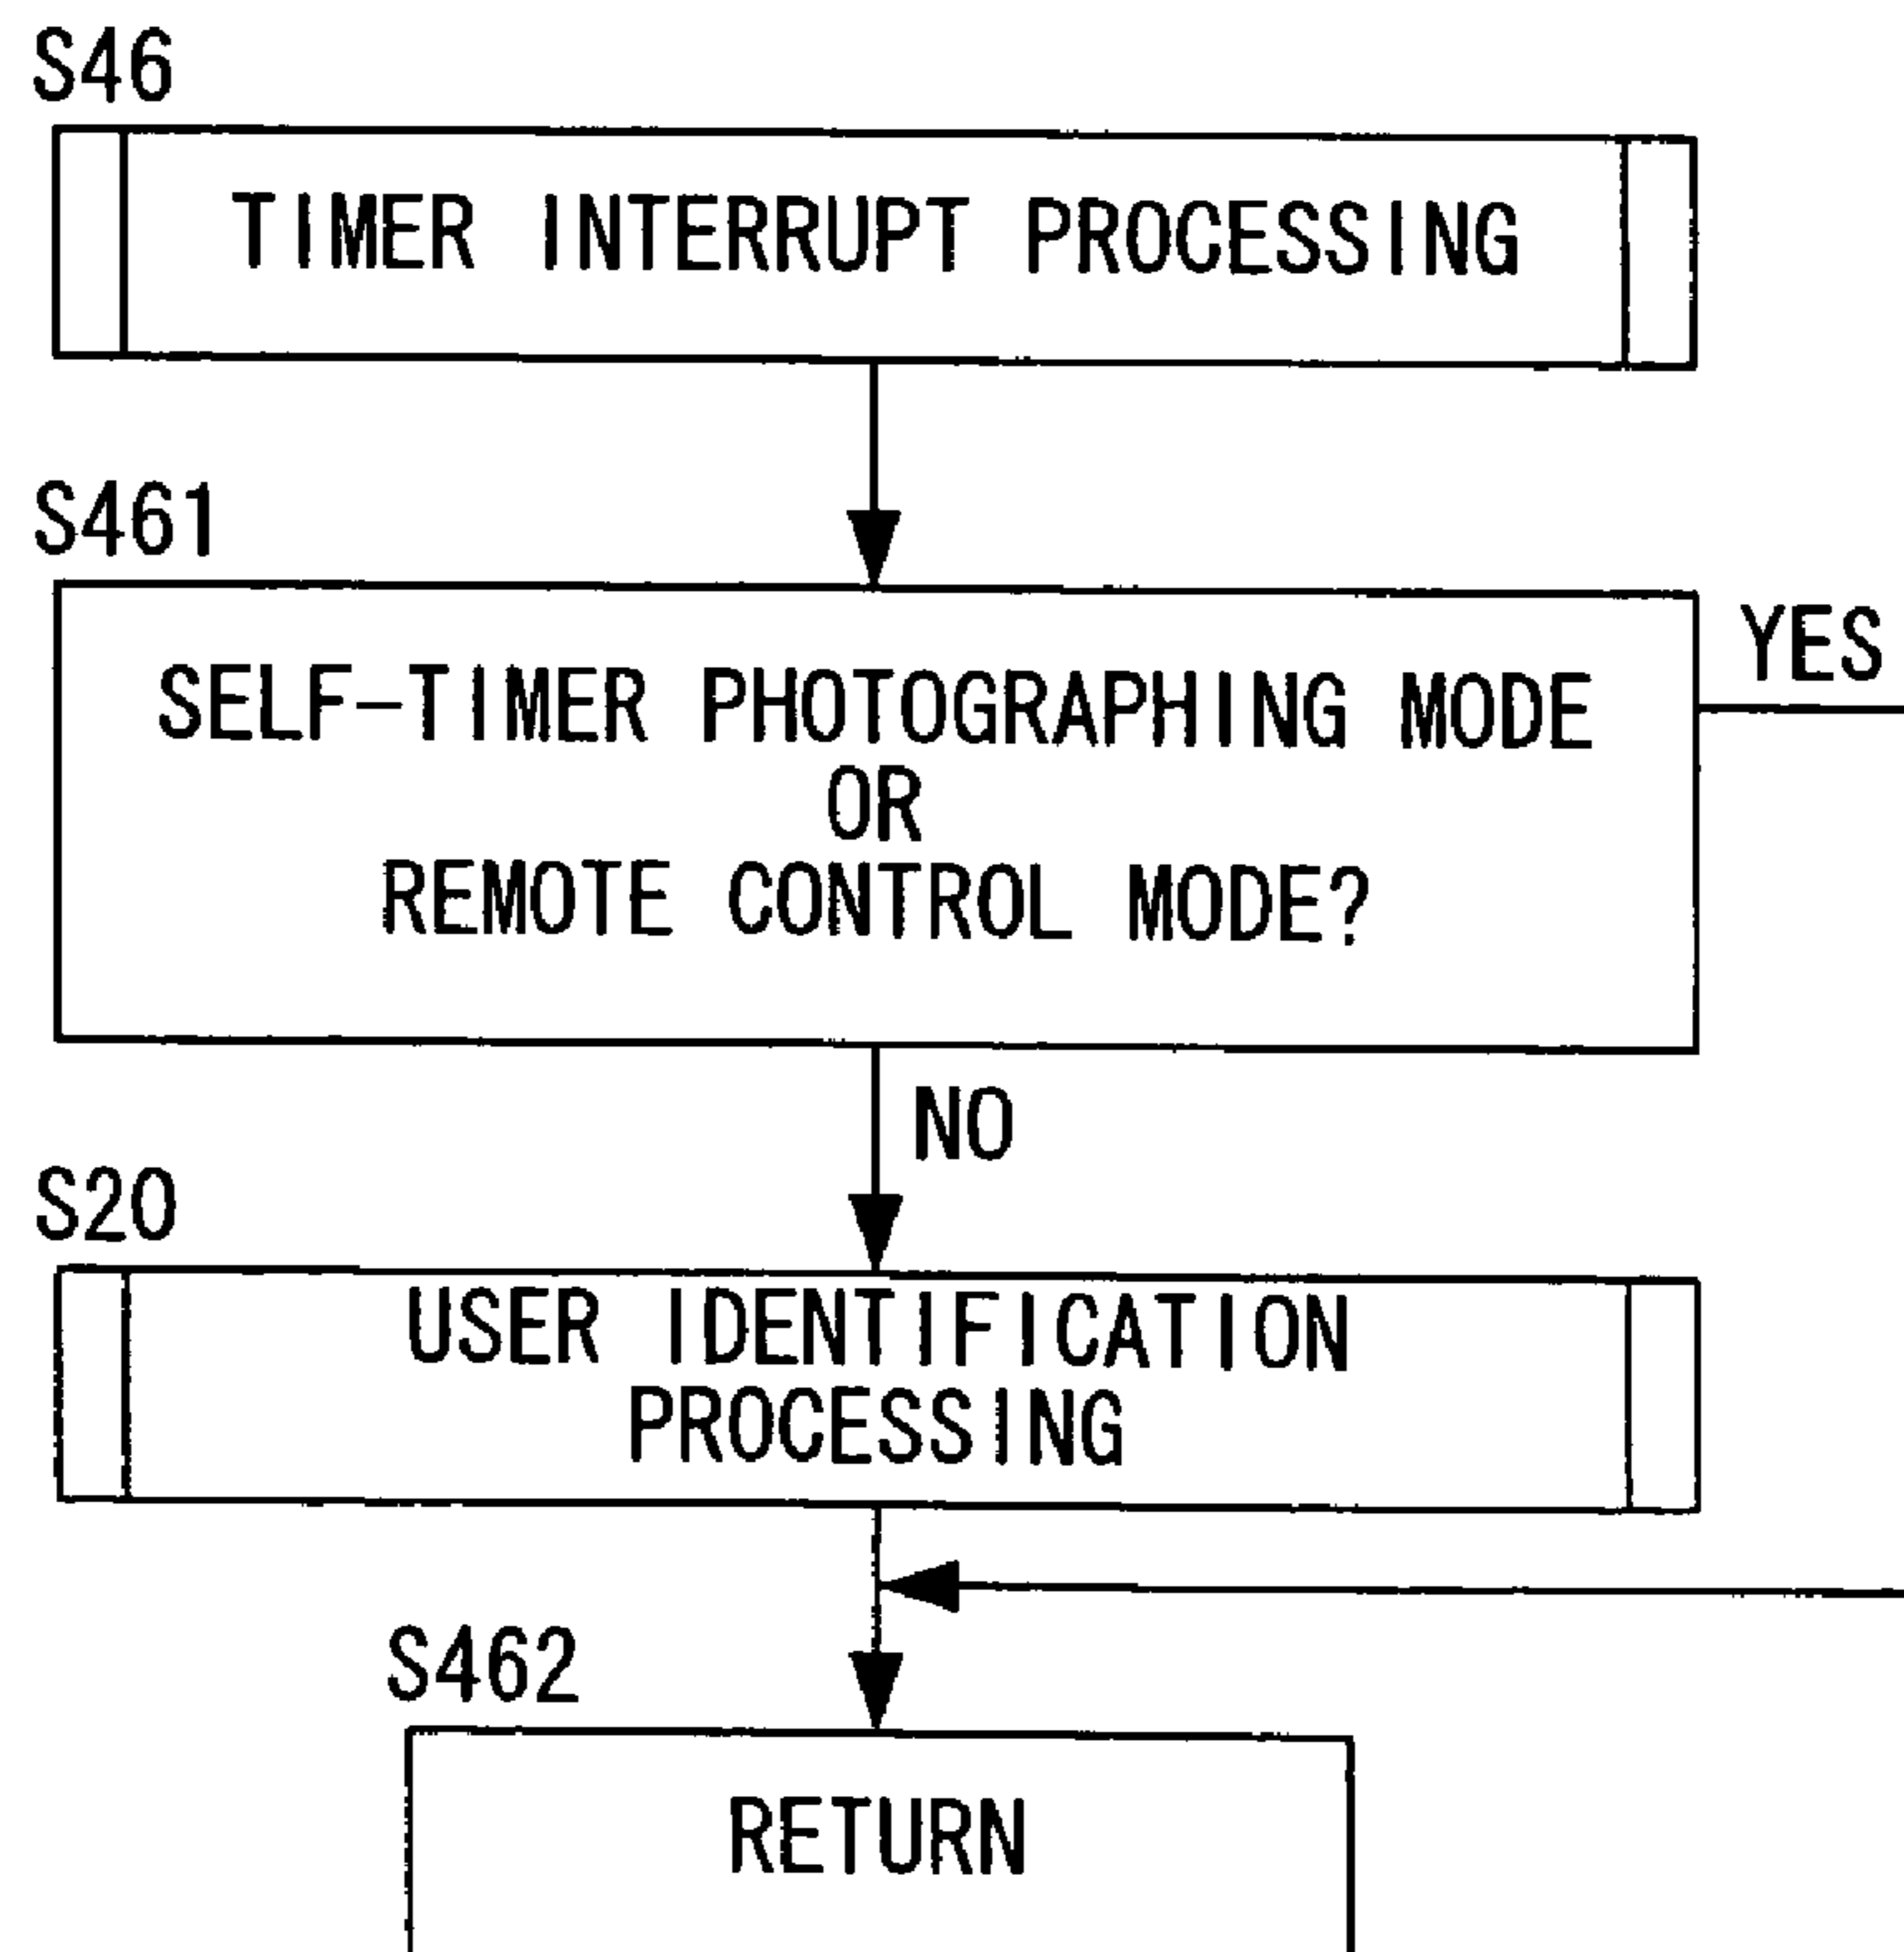 S46
TIMER INTERRUPT PROCESSING
S461
SELF-TIMER PHOTOGRAPHING MODE
OR
REMOTE CONTROL MODE?
YES
NO
S20
USER IDENTIFICATION
PROCESSING
S462
RETURN